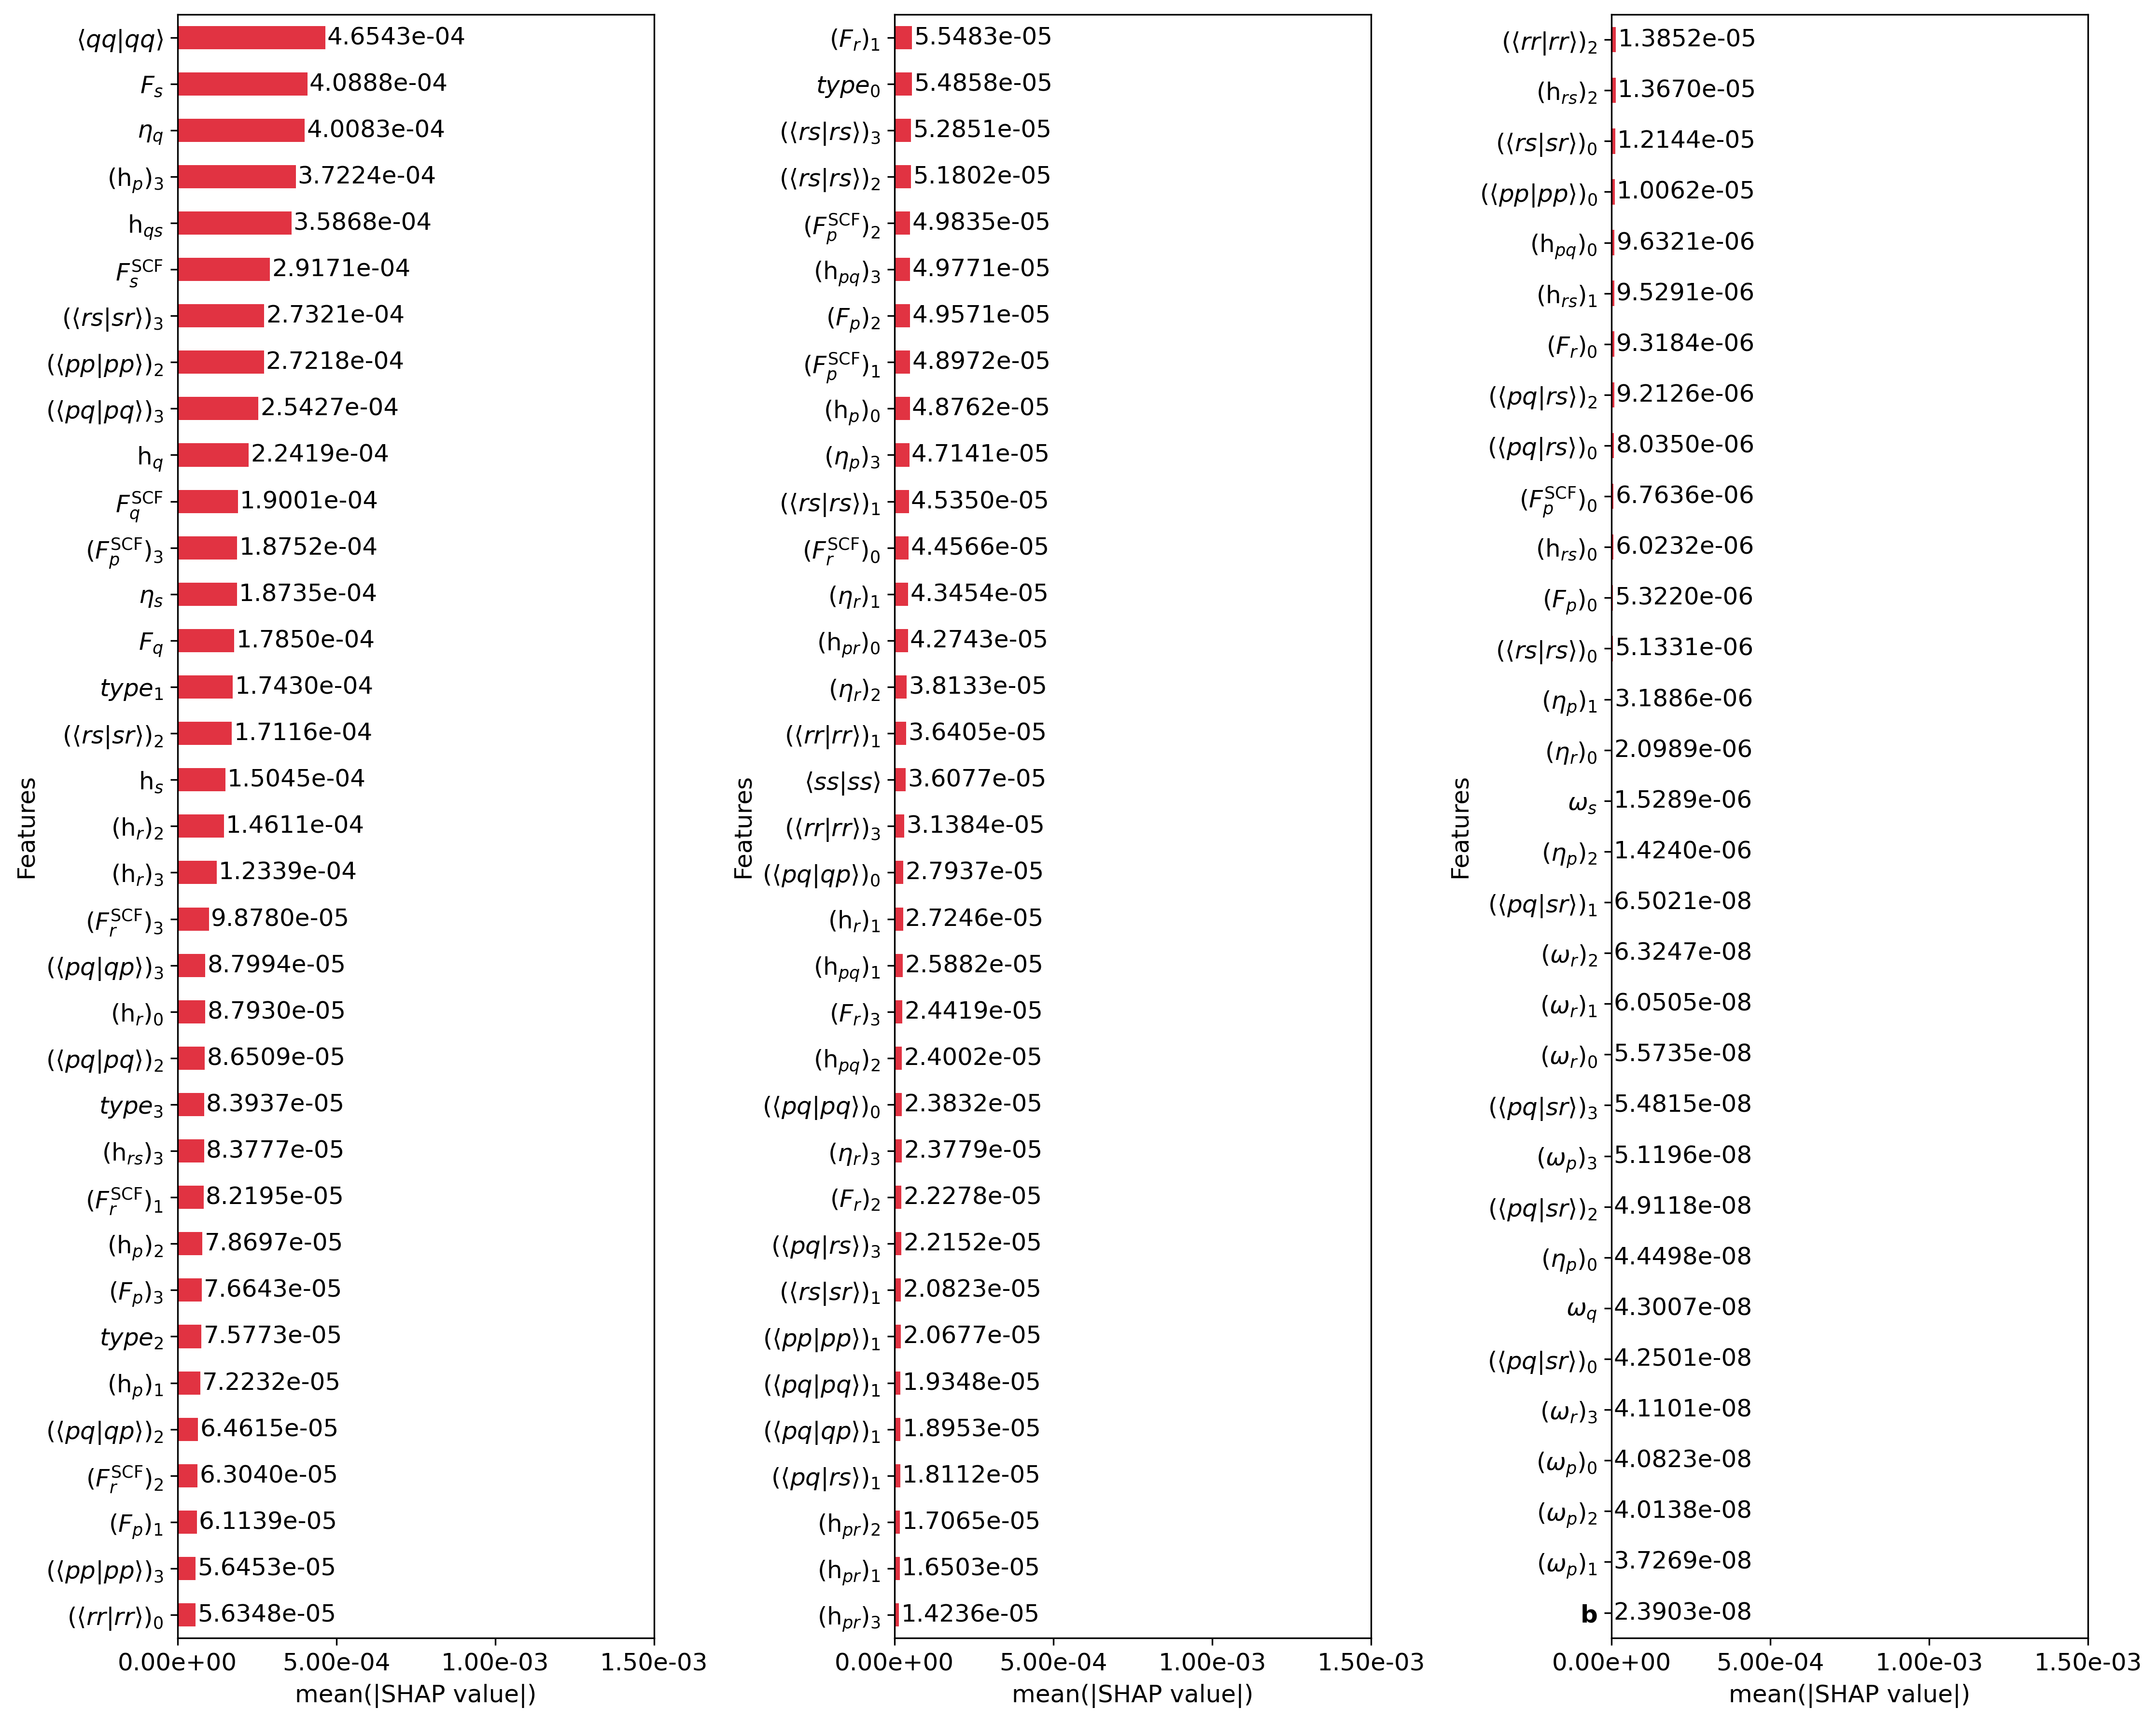 ⟨qq|qq⟩ 4.6543e-04
F_s 4.0888e-04
η_q 4.0083e-04
(h_p)_3 3.7224e-04
h_qs 3.5868e-04
F_s^SCF 2.9171e-04
(⟨rs|sr⟩)_3 2.7321e-04
(⟨pp|pp⟩)_2 2.7218e-04
(⟨pq|pq⟩)_3 2.5427e-04
h_q 2.2419e-04
F_q^SCF 1.9001e-04
(F_p^SCF)_3 1.8752e-04
η_s 1.8735e-04
F_q 1.7850e-04
type_1 1.7430e-04
(⟨rs|sr⟩)_2 1.7116e-04
h_s 1.5045e-04
(h_r)_2 1.4611e-04
(h_r)_3 1.2339e-04
(F_r^SCF)_3 9.8780e-05
(⟨pq|qp⟩)_3 8.7994e-05
(h_r)_0 8.7930e-05
(⟨pq|pq⟩)_2 8.6509e-05
type_3 8.3937e-05
(h_rs)_3 8.3777e-05
(F_r^SCF)_1 8.2195e-05
(h_p)_2 7.8697e-05
(F_p)_3 7.6643e-05
type_2 7.5773e-05
(h_p)_1 7.2232e-05
(⟨pq|qp⟩)_2 6.4615e-05
(F_r^SCF)_2 6.3040e-05
(F_p)_1 6.1139e-05
(⟨pp|pp⟩)_3 5.6453e-05
(⟨rr|rr⟩)_0 5.6348e-05
0.00e+00 5.00e-04 1.00e-03 1.50e-03
mean(|SHAP value|)
Features
(F_r)_1 5.5483e-05
type_0 5.4858e-05
(⟨rs|rs⟩)_3 5.2851e-05
(⟨rs|rs⟩)_2 5.1802e-05
(F_p^SCF)_2 4.9835e-05
(h_pq)_3 4.9771e-05
(F_p)_2 4.9571e-05
(F_p^SCF)_1 4.8972e-05
(h_p)_0 4.8762e-05
(η_p)_3 4.7141e-05
(⟨rs|rs⟩)_1 4.5350e-05
(F_r^SCF)_0 4.4566e-05
(η_r)_1 4.3454e-05
(h_pr)_0 4.2743e-05
(η_r)_2 3.8133e-05
(⟨rr|rr⟩)_1 3.6405e-05
⟨ss|ss⟩ 3.6077e-05
(⟨rr|rr⟩)_3 3.1384e-05
(⟨pq|qp⟩)_0 2.7937e-05
(h_r)_1 2.7246e-05
(h_pq)_1 2.5882e-05
(F_r)_3 2.4419e-05
(h_pq)_2 2.4002e-05
(⟨pq|pq⟩)_0 2.3832e-05
(η_r)_3 2.3779e-05
(F_r)_2 2.2278e-05
(⟨pq|rs⟩)_3 2.2152e-05
(⟨rs|sr⟩)_1 2.0823e-05
(⟨pp|pp⟩)_1 2.0677e-05
(⟨pq|pq⟩)_1 1.9348e-05
(⟨pq|qp⟩)_1 1.8953e-05
(⟨pq|rs⟩)_1 1.8112e-05
(h_pr)_2 1.7065e-05
(h_pr)_1 1.6503e-05
(h_pr)_3 1.4236e-05
0.00e+00 5.00e-04 1.00e-03 1.50e-03
mean(|SHAP value|)
Features
(⟨rr|rr⟩)_2 1.3852e-05
(h_rs)_2 1.3670e-05
(⟨rs|sr⟩)_0 1.2144e-05
(⟨pp|pp⟩)_0 1.0062e-05
(h_pq)_0 9.6321e-06
(h_rs)_1 9.5291e-06
(F_r)_0 9.3184e-06
(⟨pq|rs⟩)_2 9.2126e-06
(⟨pq|rs⟩)_0 8.0350e-06
(F_p^SCF)_0 6.7636e-06
(h_rs)_0 6.0232e-06
(F_p)_0 5.3220e-06
(⟨rs|rs⟩)_0 5.1331e-06
(η_p)_1 3.1886e-06
(η_r)_0 2.0989e-06
ω_s 1.5289e-06
(η_p)_2 1.4240e-06
(⟨pq|sr⟩)_1 6.5021e-08
(ω_r)_2 6.3247e-08
(ω_r)_1 6.0505e-08
(ω_r)_0 5.5735e-08
(⟨pq|sr⟩)_3 5.4815e-08
(ω_p)_3 5.1196e-08
(⟨pq|sr⟩)_2 4.9118e-08
(η_p)_0 4.4498e-08
ω_q 4.3007e-08
(⟨pq|sr⟩)_0 4.2501e-08
(ω_r)_3 4.1101e-08
(ω_p)_0 4.0823e-08
(ω_p)_2 4.0138e-08
(ω_p)_1 3.7269e-08
b 2.3903e-08
0.00e+00 5.00e-04 1.00e-03 1.50e-03
mean(|SHAP value|)
Features